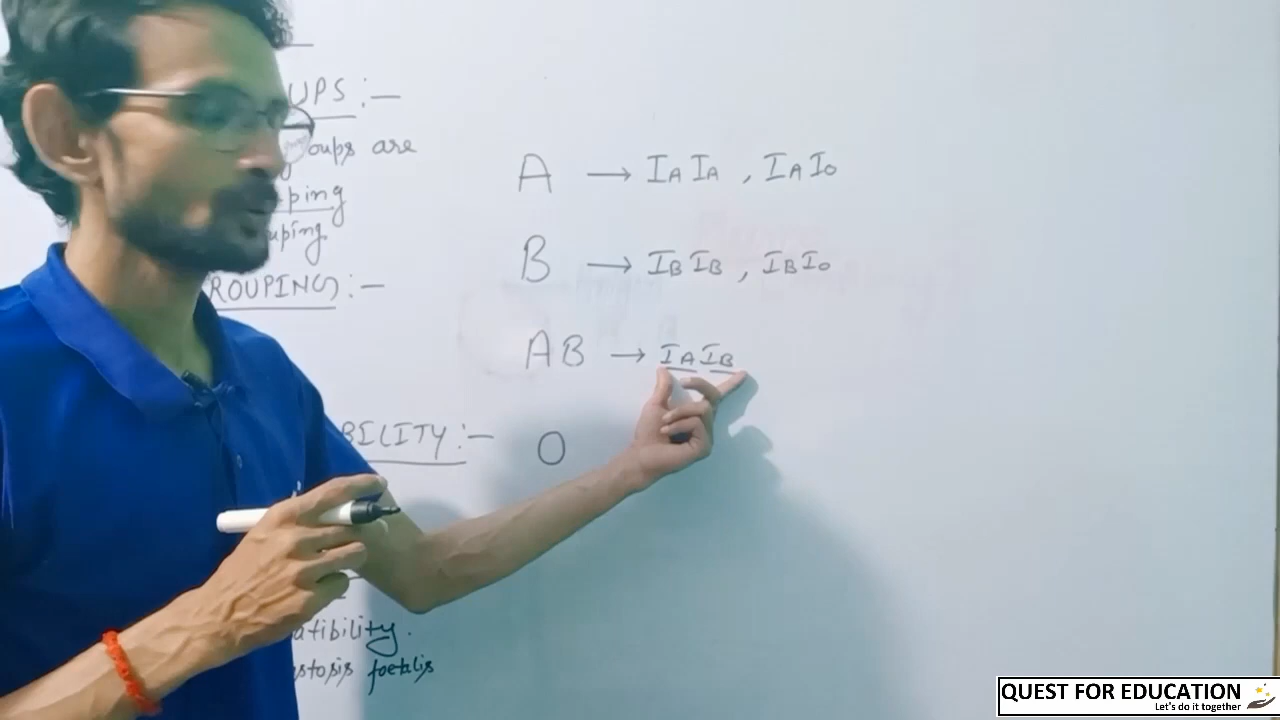 UPS :—
oups are
ping
uping
ROUPING :—
BILITY :—
atibility.
stosis foetalis
A → IA IA , IA IO
B → IB IB , IB IO
AB → IA IB
O
QUEST FOR EDUCATION
Let's do it together